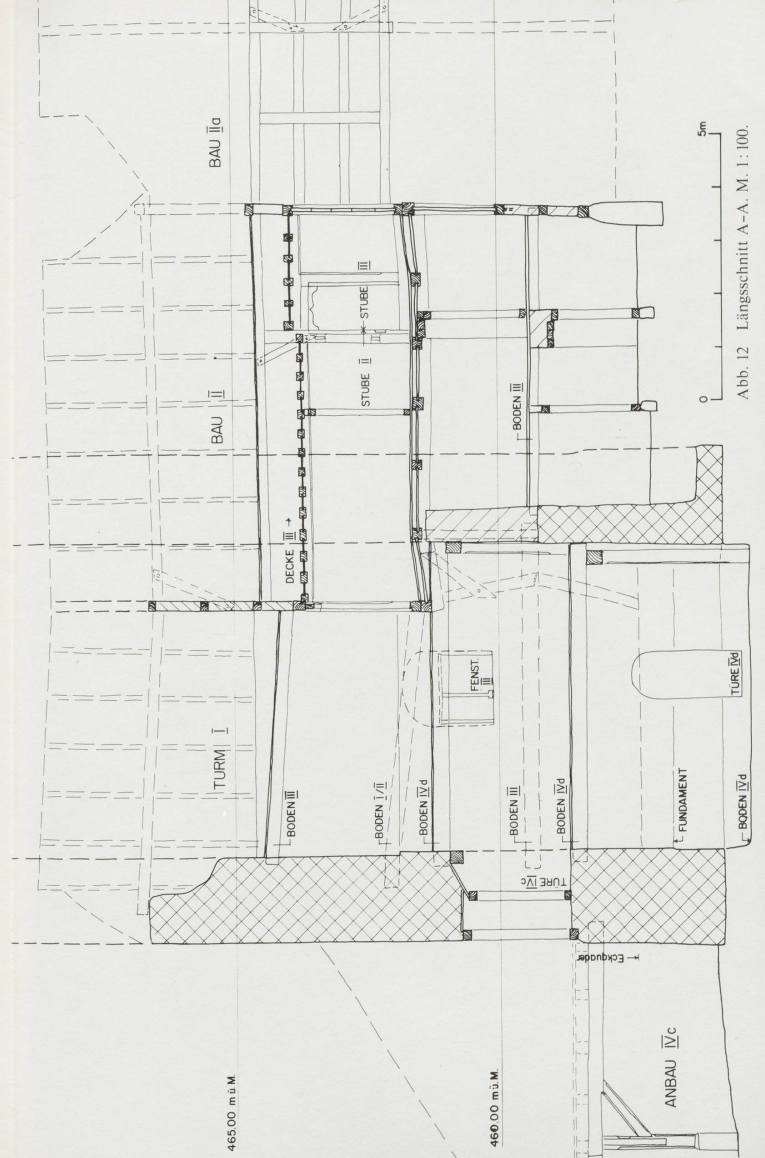 BAU IIa
BAU II
TURM I
STUBE III
STUBE II
DECKE III →
BODEN III
FENST.
III
BODEN III
BODEN I/II
BODEN IVd
BODEN III
BODEN IVd
TÜRE IVc
TÜRE IVd
FUNDAMENT
BODEN IVd
Eckquader
ANBAU IVc
465.00 m ü.M.
460.00 m ü.M.
0
5m
Abb. 12 Längsschnitt A–A. M. 1:100.